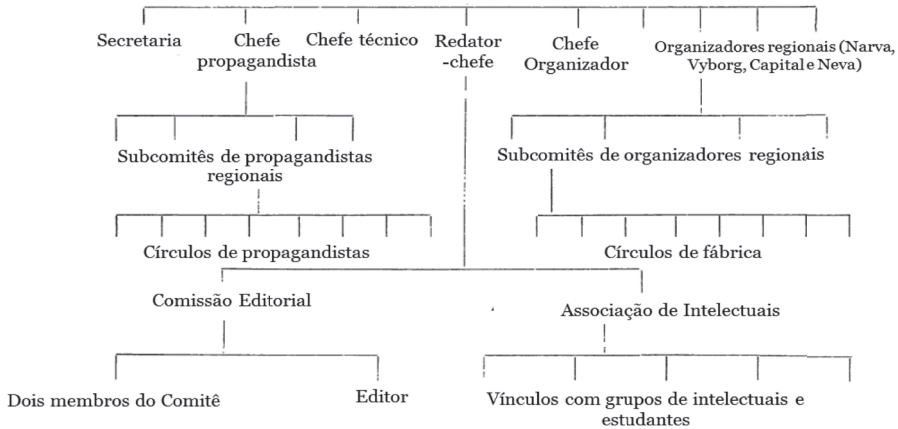 Secretaria
Chefe
propagandista
Chefe técnico
Redator
-chefe
Chefe
Organizador
Organizadores regionais (Narva,
Vyborg, Capital e Neva)
Subcomitês de propagandistas
regionais
Subcomitês de organizadores regionais
Círculos de propagandistas
Círculos de fábrica
Comissão Editorial
Associação de Intelectuais
Dois membros do Comitê
Editor
Vínculos com grupos de intelectuais e
estudantes